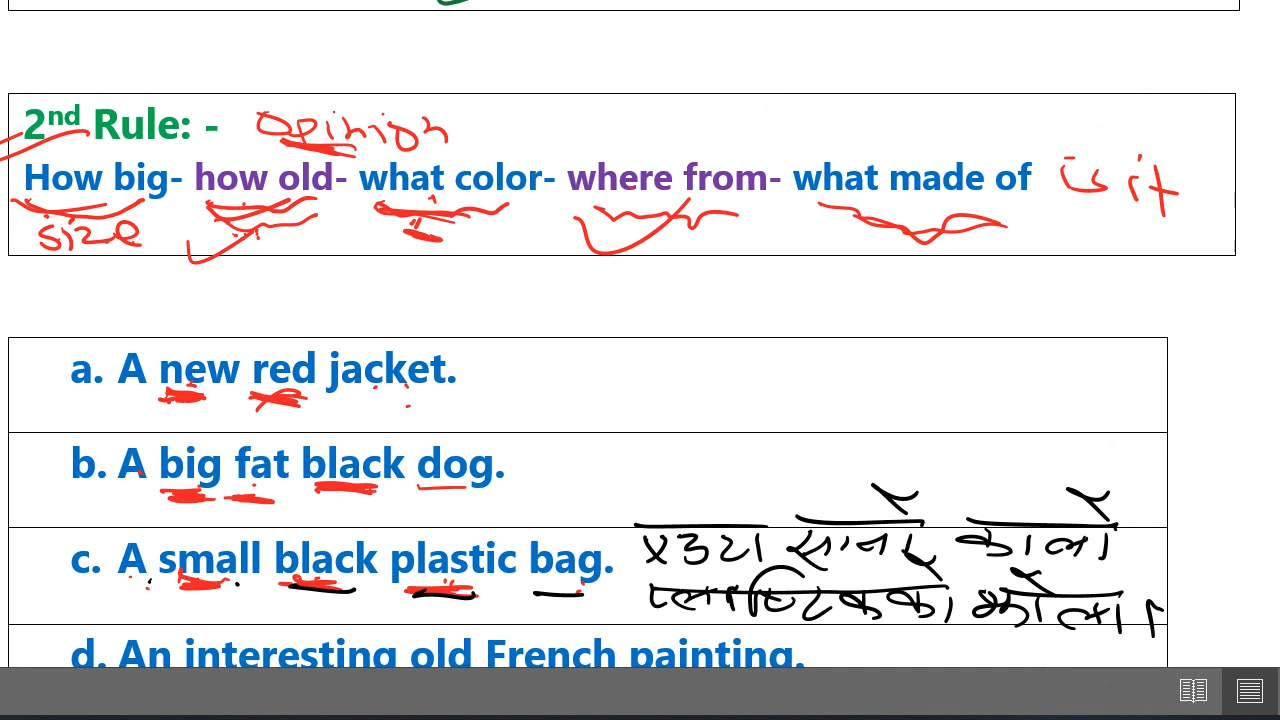 2nd Rule: - Opinion
How big- how old- what color- where from- what made of is it
size
a. A new red jacket.
b. A big fat black dog.
c. A small black plastic bag.
एउटा सानो कालो
प्लाष्टिकको झोला ।
d. An interesting old French painting.